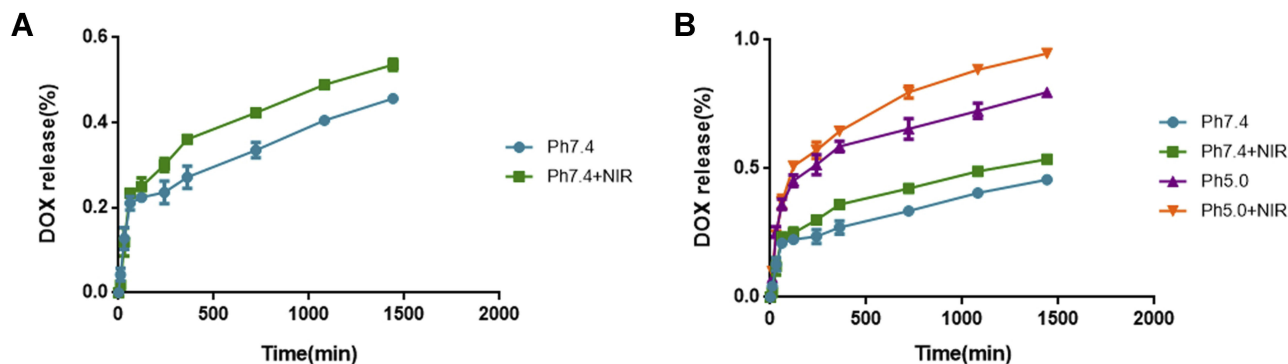 A
DOX release(%)
0.6
0.4
0.2
0.0
0
500
1000
1500
2000
Time(min)
Ph7.4
Ph7.4+NIR
B
DOX release(%)
1.0
0.5
0.0
0
500
1000
1500
2000
Time(min)
Ph7.4
Ph7.4+NIR
Ph5.0
Ph5.0+NIR